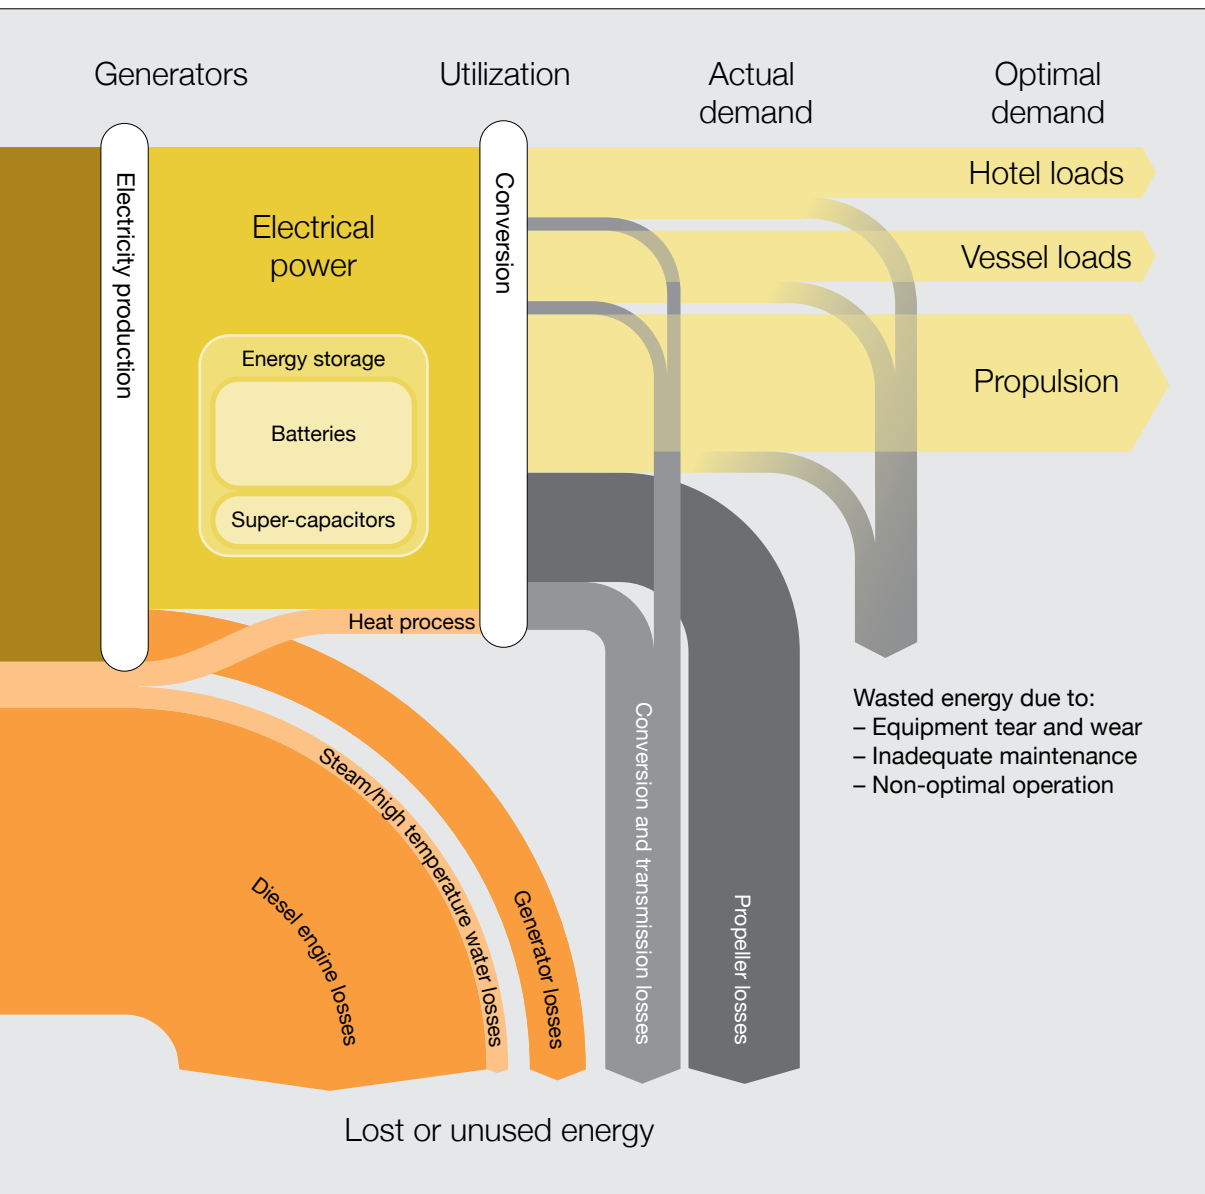 Generators
Utilization
Actual
demand
Optimal
demand
Electricity production
Conversion
Electrical
power
Energy storage
Batteries
Super-capacitors
Hotel loads
Vessel loads
Propulsion
Heat process
Wasted energy due to:
– Equipment tear and wear
– Inadequate maintenance
– Non-optimal operation
Diesel engine losses
Steam/high temperature water losses
Generator losses
Conversion and transmission losses
Propeller losses
Lost or unused energy